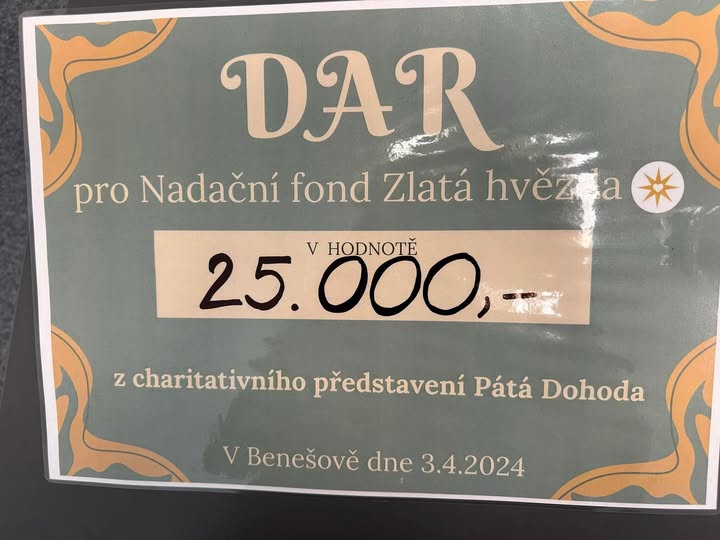 DAR
pro Nadační fond Zlatá hvězda
V HODNOTĚ
25.000,--
z charitativního představení Pátá Dohoda
V Benešově dne 3.4.2024